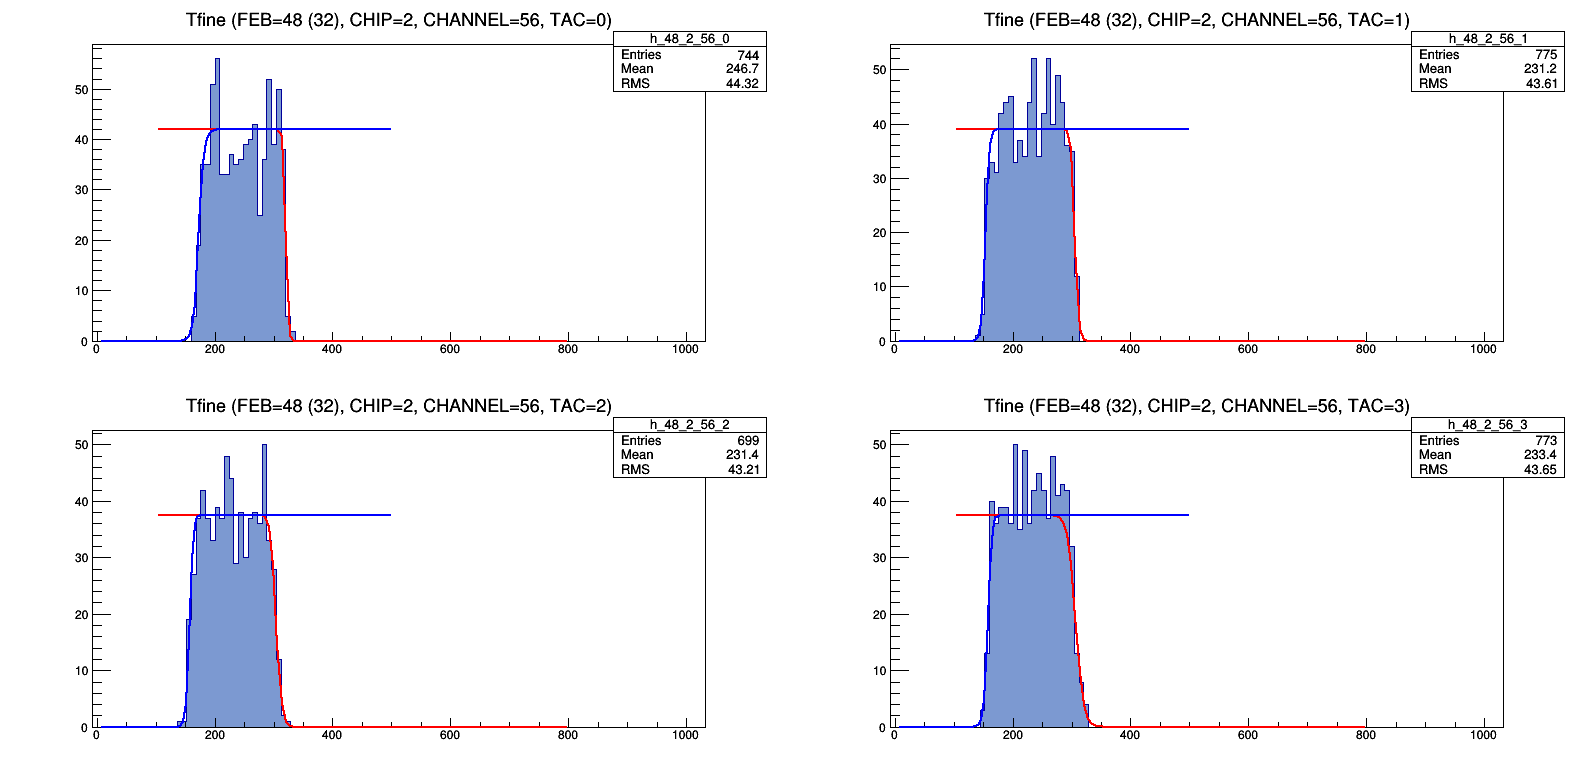 Tfine (FEB=48 (32), CHIP=2, CHANNEL=56, TAC=0)
h_48_2_56_0
Entries 744
Mean 246.7
RMS 44.32
50
40
30
20
10
0
0 200 400 600 800 1000
Tfine (FEB=48 (32), CHIP=2, CHANNEL=56, TAC=1)
h_48_2_56_1
Entries 775
Mean 231.2
RMS 43.61
50
40
30
20
10
0
0 200 400 600 800 1000
Tfine (FEB=48 (32), CHIP=2, CHANNEL=56, TAC=2)
h_48_2_56_2
Entries 699
Mean 231.4
RMS 43.21
50
40
30
20
10
0
0 200 400 600 800 1000
Tfine (FEB=48 (32), CHIP=2, CHANNEL=56, TAC=3)
h_48_2_56_3
Entries 773
Mean 233.4
RMS 43.65
50
40
30
20
10
0
0 200 400 600 800 1000